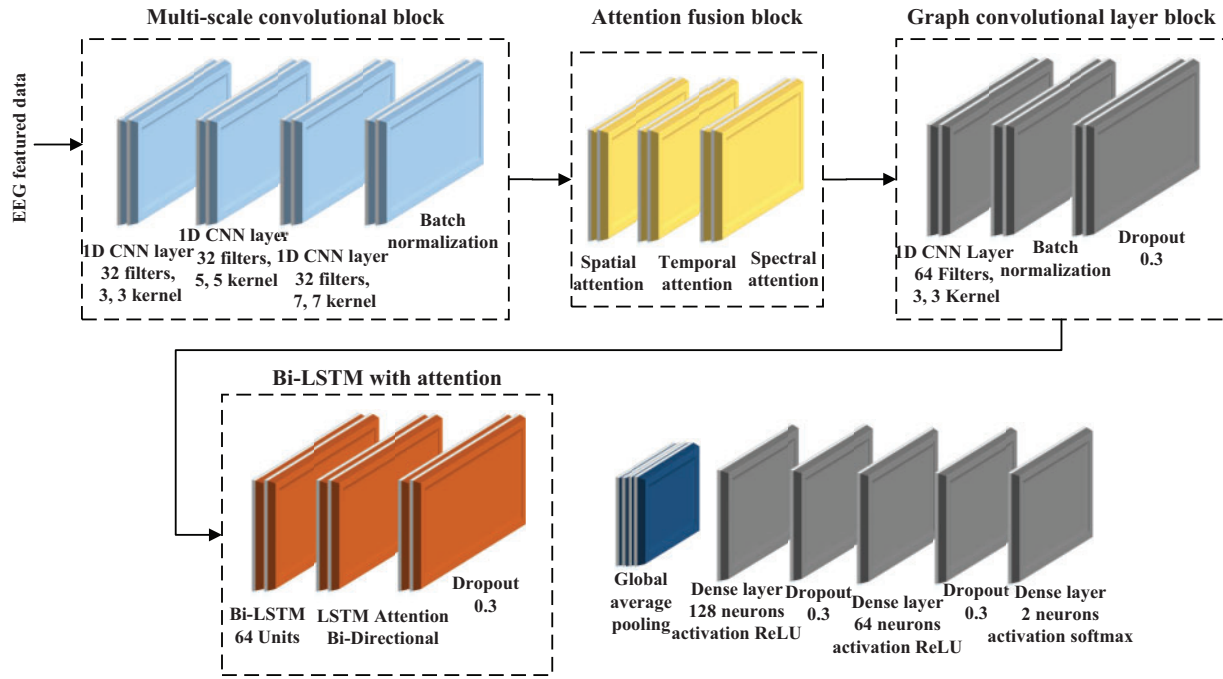 Multi-scale convolutional block
Attention fusion block
Graph convolutional layer block
EEG featured data
1D CNN layer
32 filters,
3, 3 kernel
1D CNN layer
32 filters,
5, 5 kernel
1D CNN layer
32 filters,
7, 7 kernel
Batch
normalization
Spatial
attention
Temporal
attention
Spectral
attention
1D CNN Layer
64 Filters,
3, 3 Kernel
Batch
normalization
Dropout
0.3
Bi-LSTM with attention
Bi-LSTM
64 Units
LSTM Attention
Bi-Directional
Dropout
0.3
Global
average
pooling
Dense layer
128 neurons
activation ReLU
Dropout
0.3
Dense layer
64 neurons
activation ReLU
Dropout
0.3
Dense layer
2 neurons
activation softmax